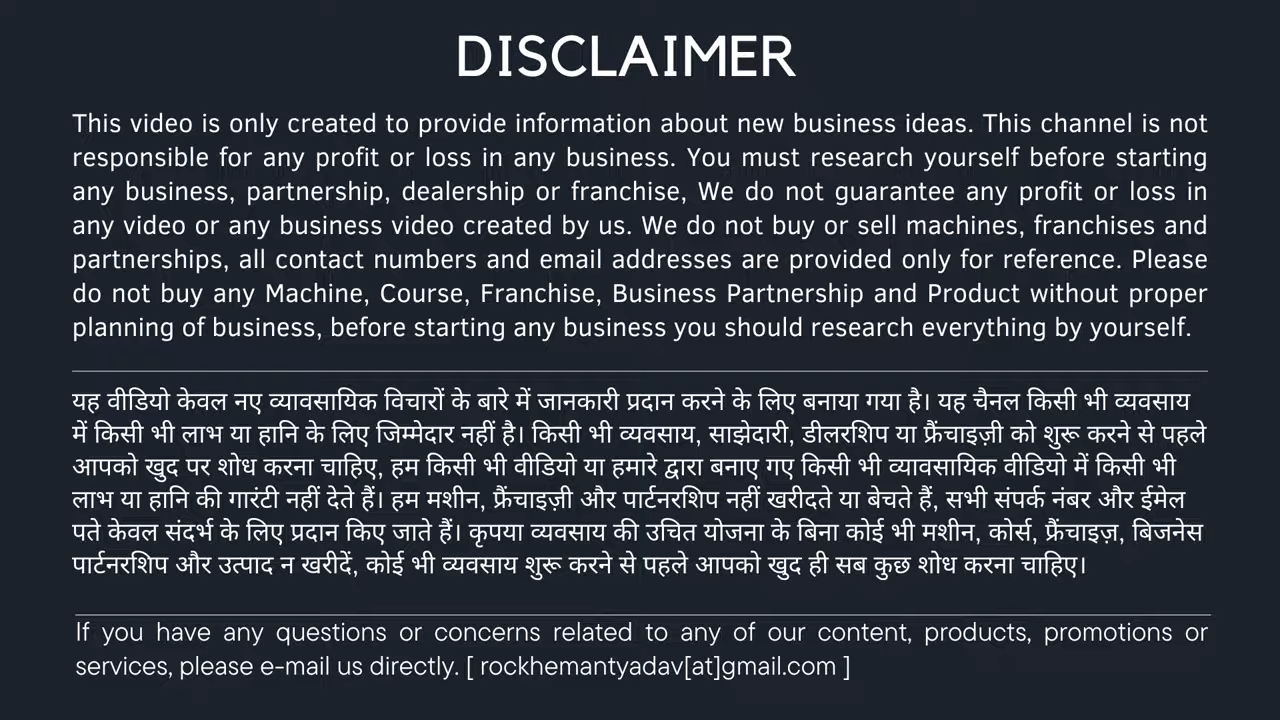 DISCLAIMER
This video is only created to provide information about new business ideas. This channel is not
responsible for any profit or loss in any business. You must research yourself before starting
any business, partnership, dealership or franchise, We do not guarantee any profit or loss in
any video or any business video created by us. We do not buy or sell machines, franchises and
partnerships, all contact numbers and email addresses are provided only for reference. Please
do not buy any Machine, Course, Franchise, Business Partnership and Product without proper
planning of business, before starting any business you should research everything by yourself.
यह वीडियो केवल नए व्यावसायिक विचारों के बारे में जानकारी प्रदान करने के लिए बनाया गया है। यह चैनल किसी भी व्यवसाय
में किसी भी लाभ या हानि के लिए जिम्मेदार नहीं है। किसी भी व्यवसाय, साझेदारी, डीलरशिप या फ्रैंचाइज़ी को शुरू करने से पहले
आपको खुद पर शोध करना चाहिए, हम किसी भी वीडियो या हमारे द्वारा बनाए गए किसी भी व्यावसायिक वीडियो में किसी भी
लाभ या हानि की गारंटी नहीं देते हैं। हम मशीन, फ्रैंचाइज़ी और पार्टनरशिप नहीं खरीदते या बेचते हैं, सभी संपर्क नंबर और ईमेल
पते केवल संदर्भ के लिए प्रदान किए जाते हैं। कृपया व्यवसाय की उचित योजना के बिना कोई भी मशीन, कोर्स, फ्रैंचाइज़, बिजनेस
पार्टनरशिप और उत्पाद न खरीदें, कोई भी व्यवसाय शुरू करने से पहले आपको खुद ही सब कुछ शोध करना चाहिए।
If you have any questions or concerns related to any of our content, products, promotions or
services, please e-mail us directly. [ rockhemantyadav[at]gmail.com ]